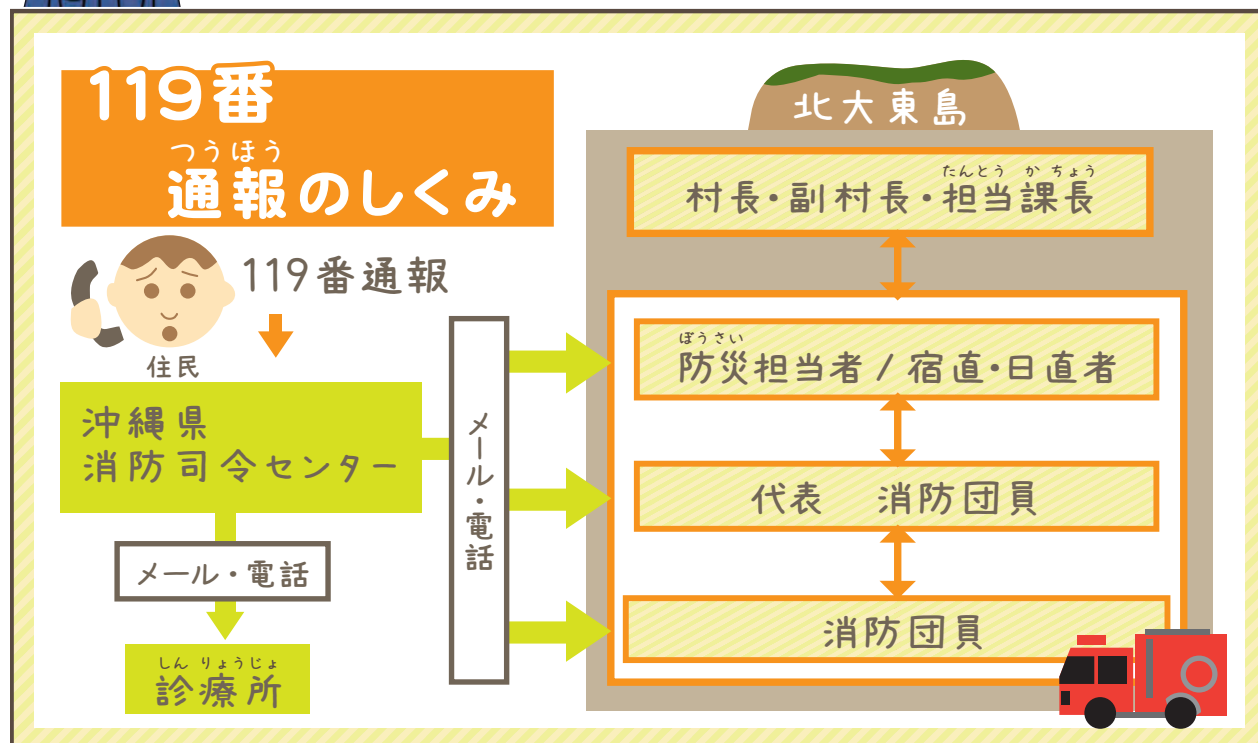 119番
つうほう
通報のしくみ
119番通報
住民
沖縄県
消防司令センター
メール・電話
しんりょうじょ
診療所
メール・電話
北大東島
たんとう かちょう
村長・副村長・担当課長
ぼうさい
防災担当者 / 宿直・日直者
代表 消防団員
消防団員